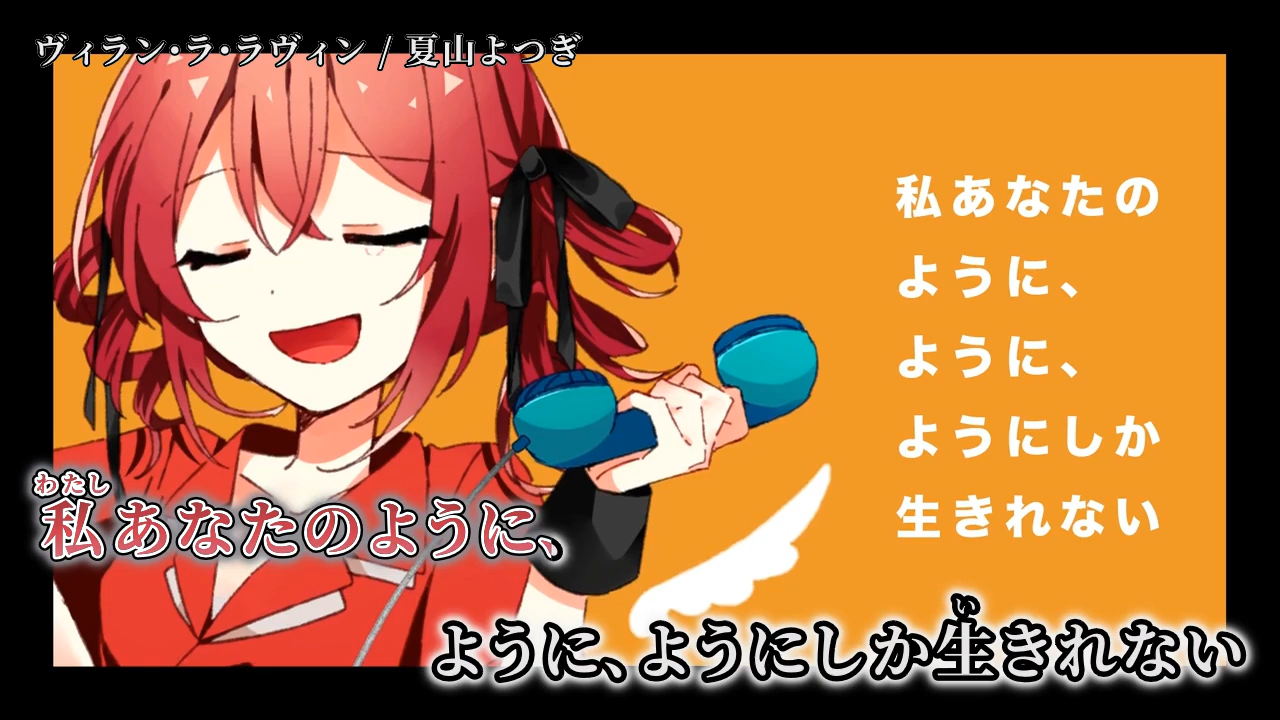 ヴィラン・ラ・ラヴィン / 夏山よつぎ
私あなたの
ように、
ように、
ようにしか
生きれない
わたし
私あなたのように、
い
ように、ようにしか生きれない